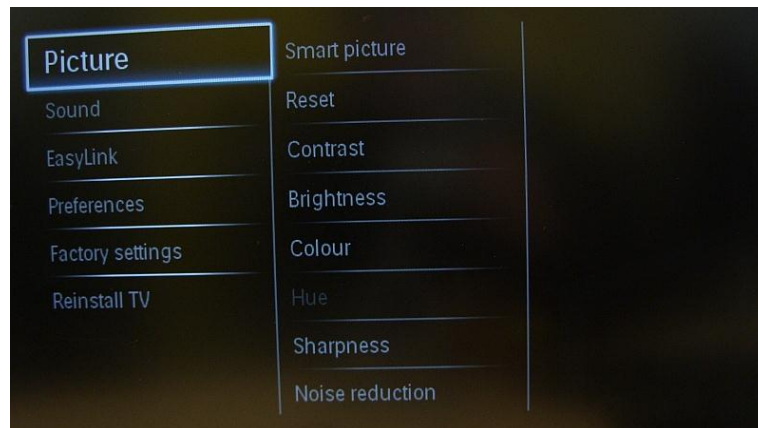 Picture
Sound
EasyLink
Preferences
Factory settings
Reinstall TV
Smart picture
Reset
Contrast
Brightness
Colour
Hue
Sharpness
Noise reduction